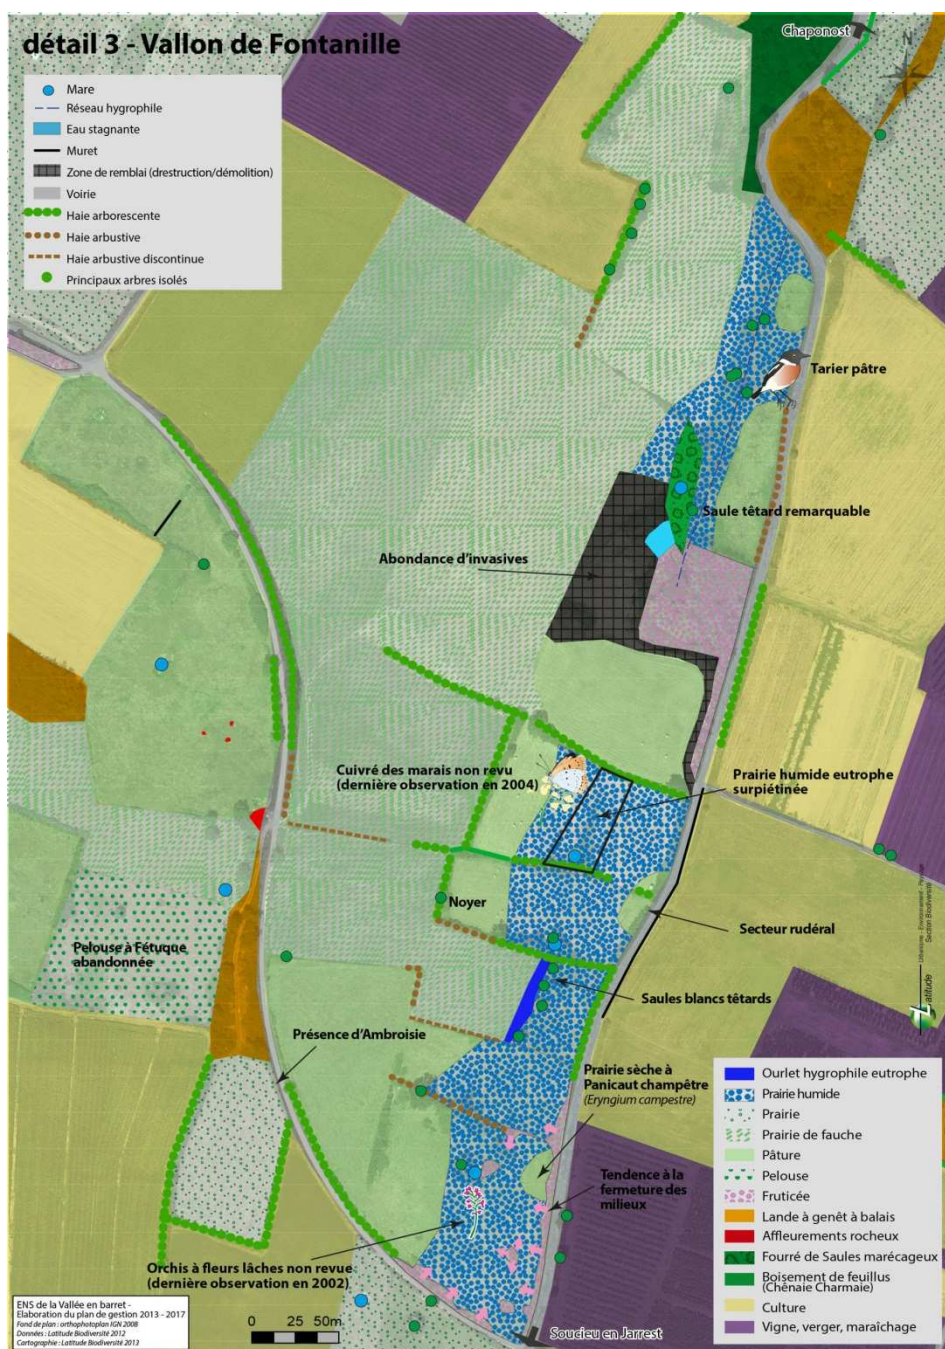 détail 3 - Vallon de Fontanille
Mare
Réseau hygrophile
Eau stagnante
Muret
Zone de remblai (drestruction/démolition)
Voirie
Haie arborescente
Haie arbustive
Haie arbustive discontinue
Principaux arbres isolés
Chaponost
N
Tarier pâtre
Saule têtard remarquable
Abondance d'invasives
Cuivré des marais non revu
(dernière observation en 2004)
Prairie humide eutrophe
surpiétinée
Noyer
Secteur rudéral
Pelouse à Fétuque
abandonnée
Saules blancs têtards
Présence d'Ambroisie
Prairie sèche à
Panicaut champêtre
(Eryngium campestre)
Tendence à la
fermeture des
milieux
Orchis à fleurs lâches non revue
(dernière observation en 2002)
Latitude
Urbanisme - Environnement - Paysage
Section Biodiversité
Ourlet hygrophile eutrophe
Prairie humide
Prairie
Prairie de fauche
Pâture
Pelouse
Fruticée
Lande à genêt à balais
Affleurements rocheux
Fourré de Saules marécageux
Boisement de feuillus
(Chênaie Charmaie)
Culture
Vigne, verger, maraîchage
ENS de la Vallée en barret -
Elaboration du plan de gestion 2013 - 2017
Fond de plan : orthophotoplan IGN 2008
Données : Latitude Biodiversité 2012
Cartographie : Latitude Biodiversité 2013
0 25 50m
Soucieu en Jarrest